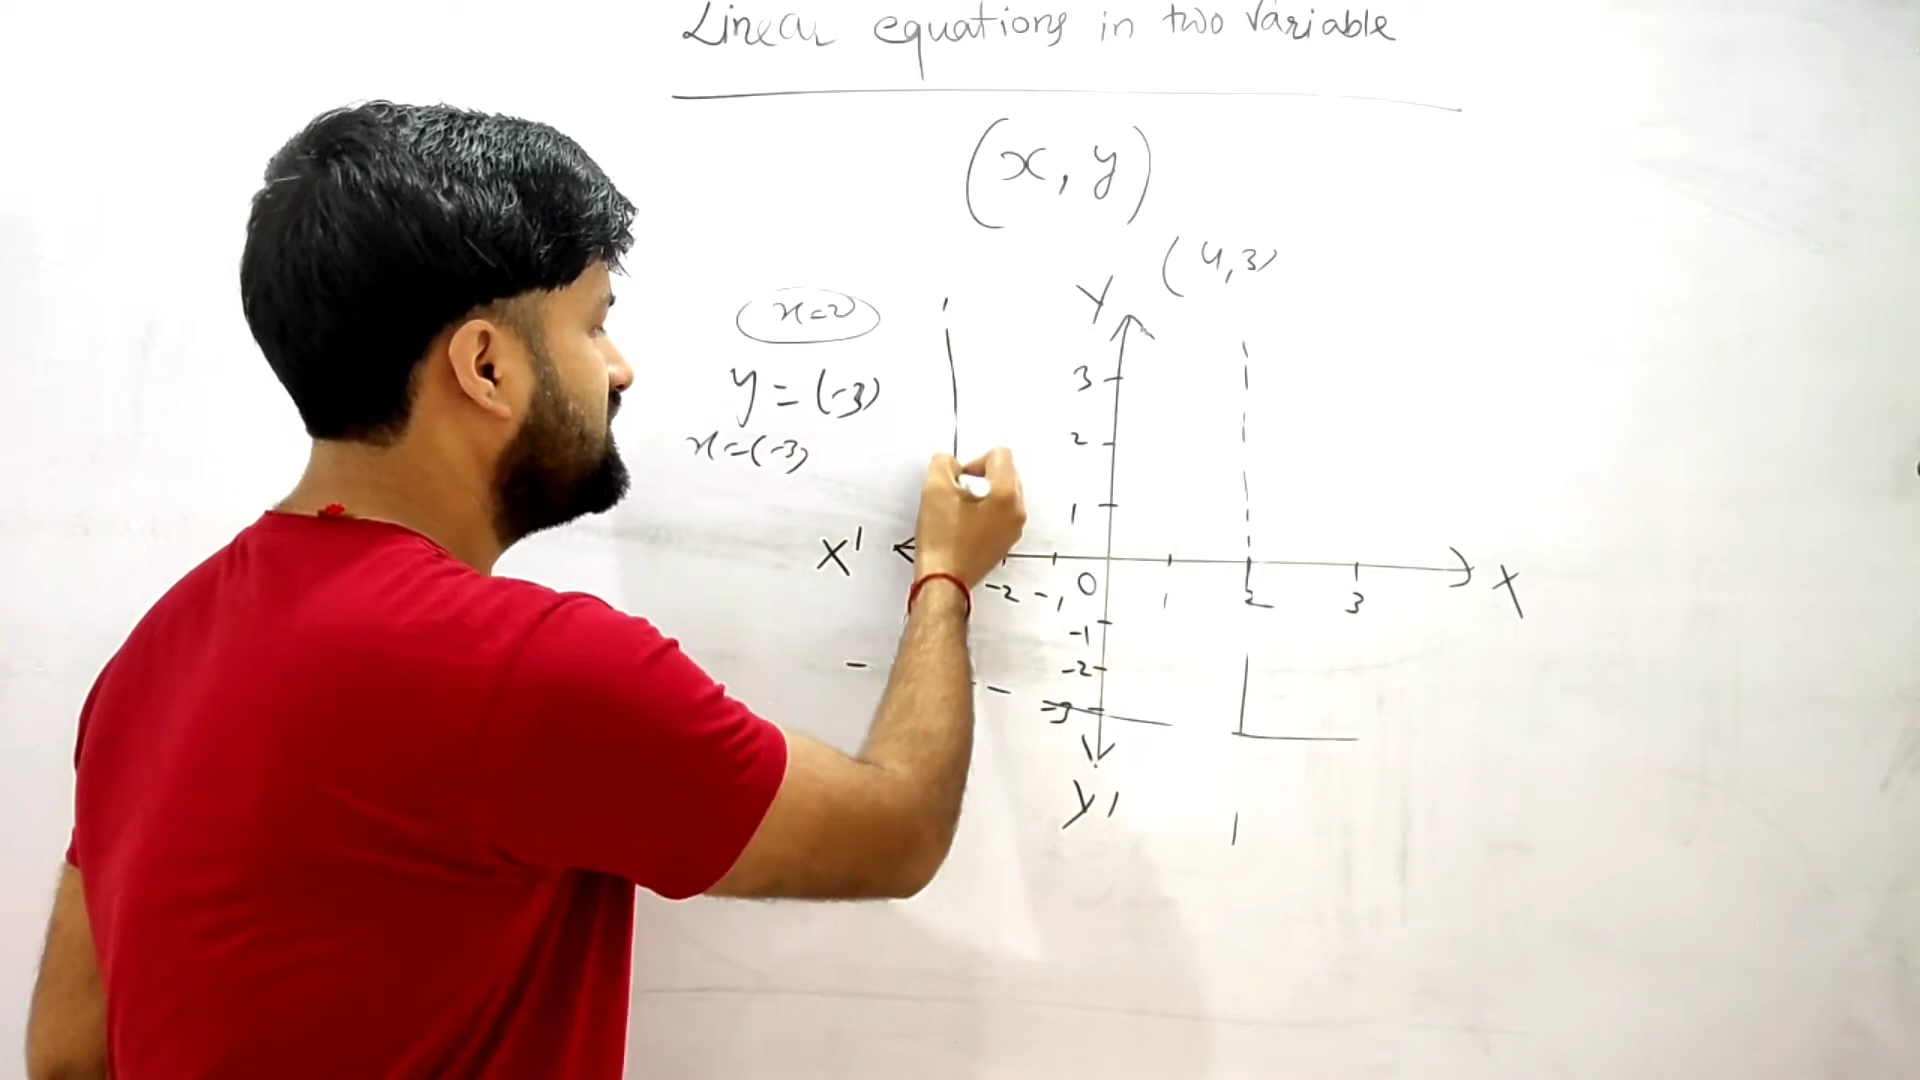 Linear equations in two variable
(x, y)
(4,3)
x=2
y = (-3)
x=(-3)
Y
3
2
1
X'
-2 -1 0 1 2 3
X
-1
-2
-3
Y'